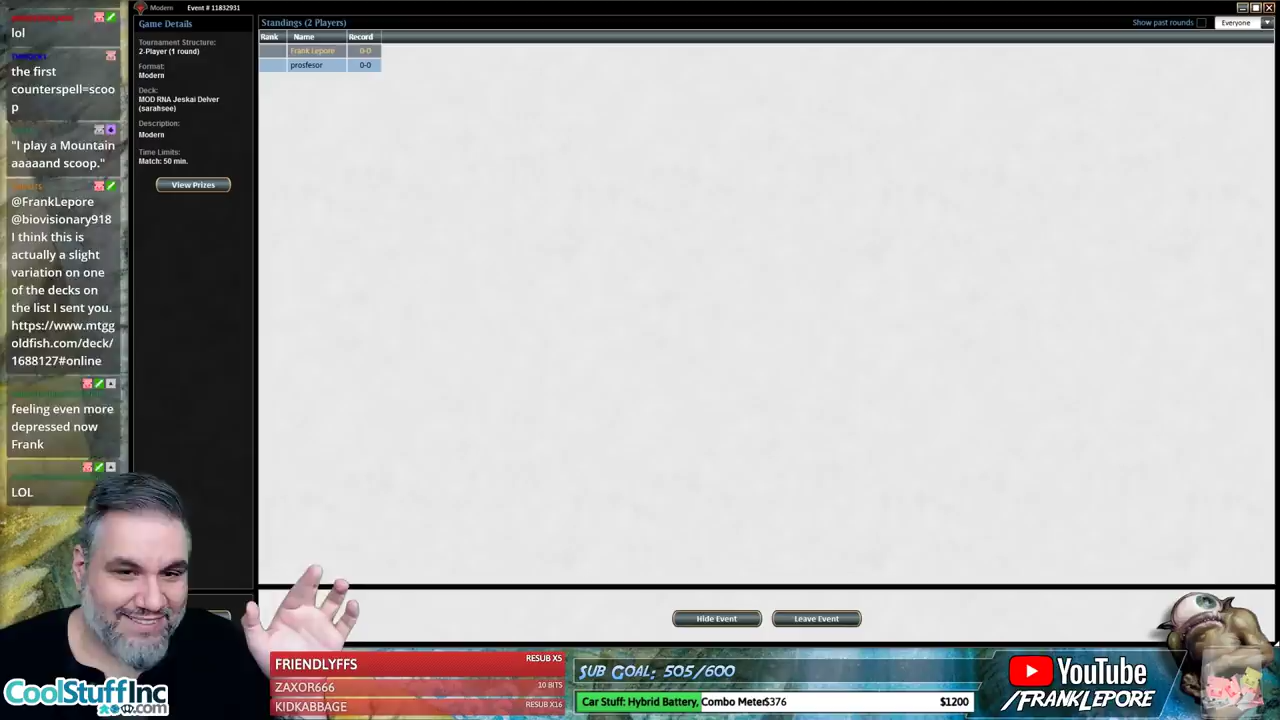 Modern
Event # 11832931
lol
the first
counterspell=scoo
p
"I play a Mountain
aaaaand scoop."
@FrankLepore
@biovisionary918
I think this is
actually a slight
variation on one
of the decks on
the list I sent you.
https://www.mtgg
oldfish.com/deck/
1688127#online
feeling even more
depressed now
Frank
LOL
Game Details
Tournament Structure:
2-Player (1 round)
Format:
Modern
Deck:
MOD RNA Jeskai Delver
(sarahsee)
Description:
Modern
Time Limits:
Match: 50 min.
View Prizes
Standings (2 Players)
Show past rounds
Everyone
Rank Name Record
Frank Lepore 0-0
prosfesor 0-0
Hide Event
Leave Event
FRIENDLYFFS RESUB X5
ZAXOR666 10 BITS
KIDKABBAGE RESUB X16
SUB GOAL: 505/600
Car Stuff: Hybrid Battery, Combo Meter$376 $1200
YouTube
/FRANKLEPORE
CoolStuffInc
.com